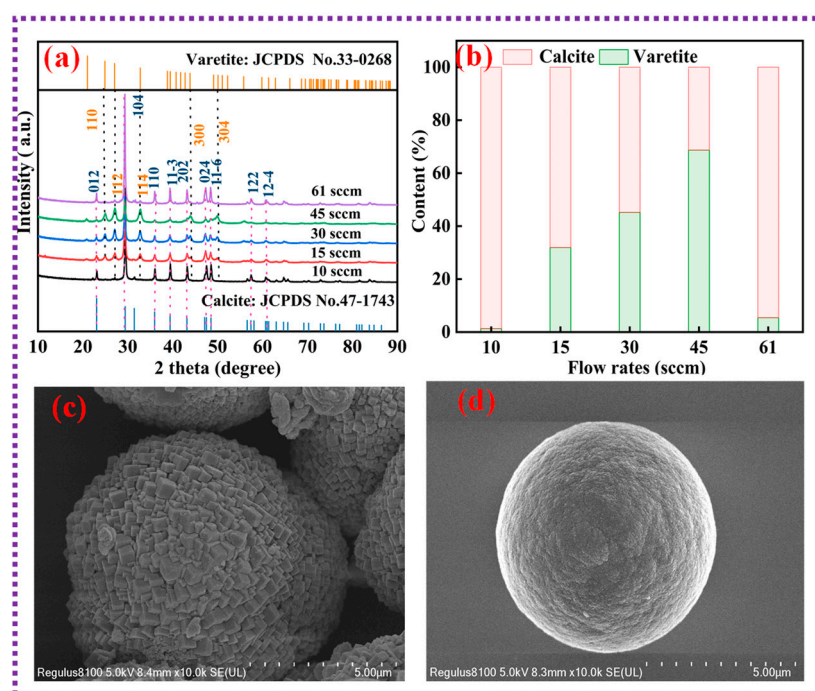 (a)
Varetite: JCPDS No.33-0268
110
104
300
304
012
112
114
110
11-3
202
024
11-6
122
12-4
61 sccm
45 sccm
30 sccm
15 sccm
10 sccm
Calcite: JCPDS No.47-1743
Intensity ( a.u.)
10 20 30 40 50 60 70 80 90
2 theta (degree)
(b)
Calcite Varetite
100
80
60
40
20
0
Content (%)
10 15 30 45 61
Flow rates (sccm)
(c)
Regulus8100 5.0kV 8.4mm x10.0k SE(UL) 5.00μm
(d)
Regulus8100 5.0kV 8.3mm x10.0k SE(UL) 5.00μm